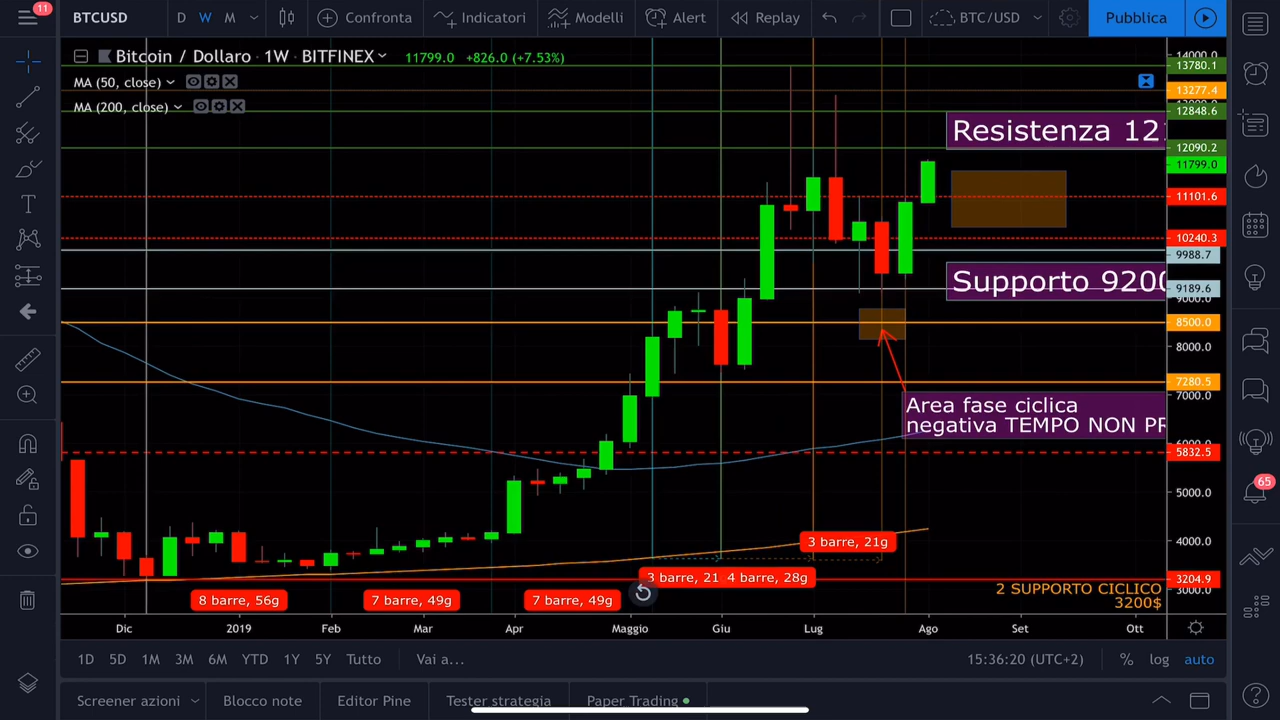 11
BTCUSD
D W M
Confronta
Indicatori
Modelli
Alert
Replay
BTC/USD
Pubblica
Bitcoin / Dollaro · 1W · BITFINEX
11799.0 +826.0 (+7.53%)
MA (50, close)
MA (200, close)
14000.0
13780.1
13277.4
12848.6
12090.2
11799.0
11101.6
10240.3
9988.7
9189.6
9000.0
8500.0
8000.0
7280.5
7000.0
6000.0
5832.5
5000.0
4000.0
3204.9
3000.0
Resistenza 12
Supporto 9200
Area fase ciclica
negativa TEMPO NON PR
3 barre, 21g
3 barre, 21 4 barre, 28g
8 barre, 56g
7 barre, 49g
7 barre, 49g
2 SUPPORTO CICLICO
3200$
65
Dic 2019 Feb Mar Apr Maggio Giu Lug Ago Set Ott
1D 5D 1M 3M 6M YTD 1Y 5Y Tutto Vai a...
15:36:20 (UTC+2) % log auto
Screener azioni Blocco note Editor Pine Tester strategia Paper Trading